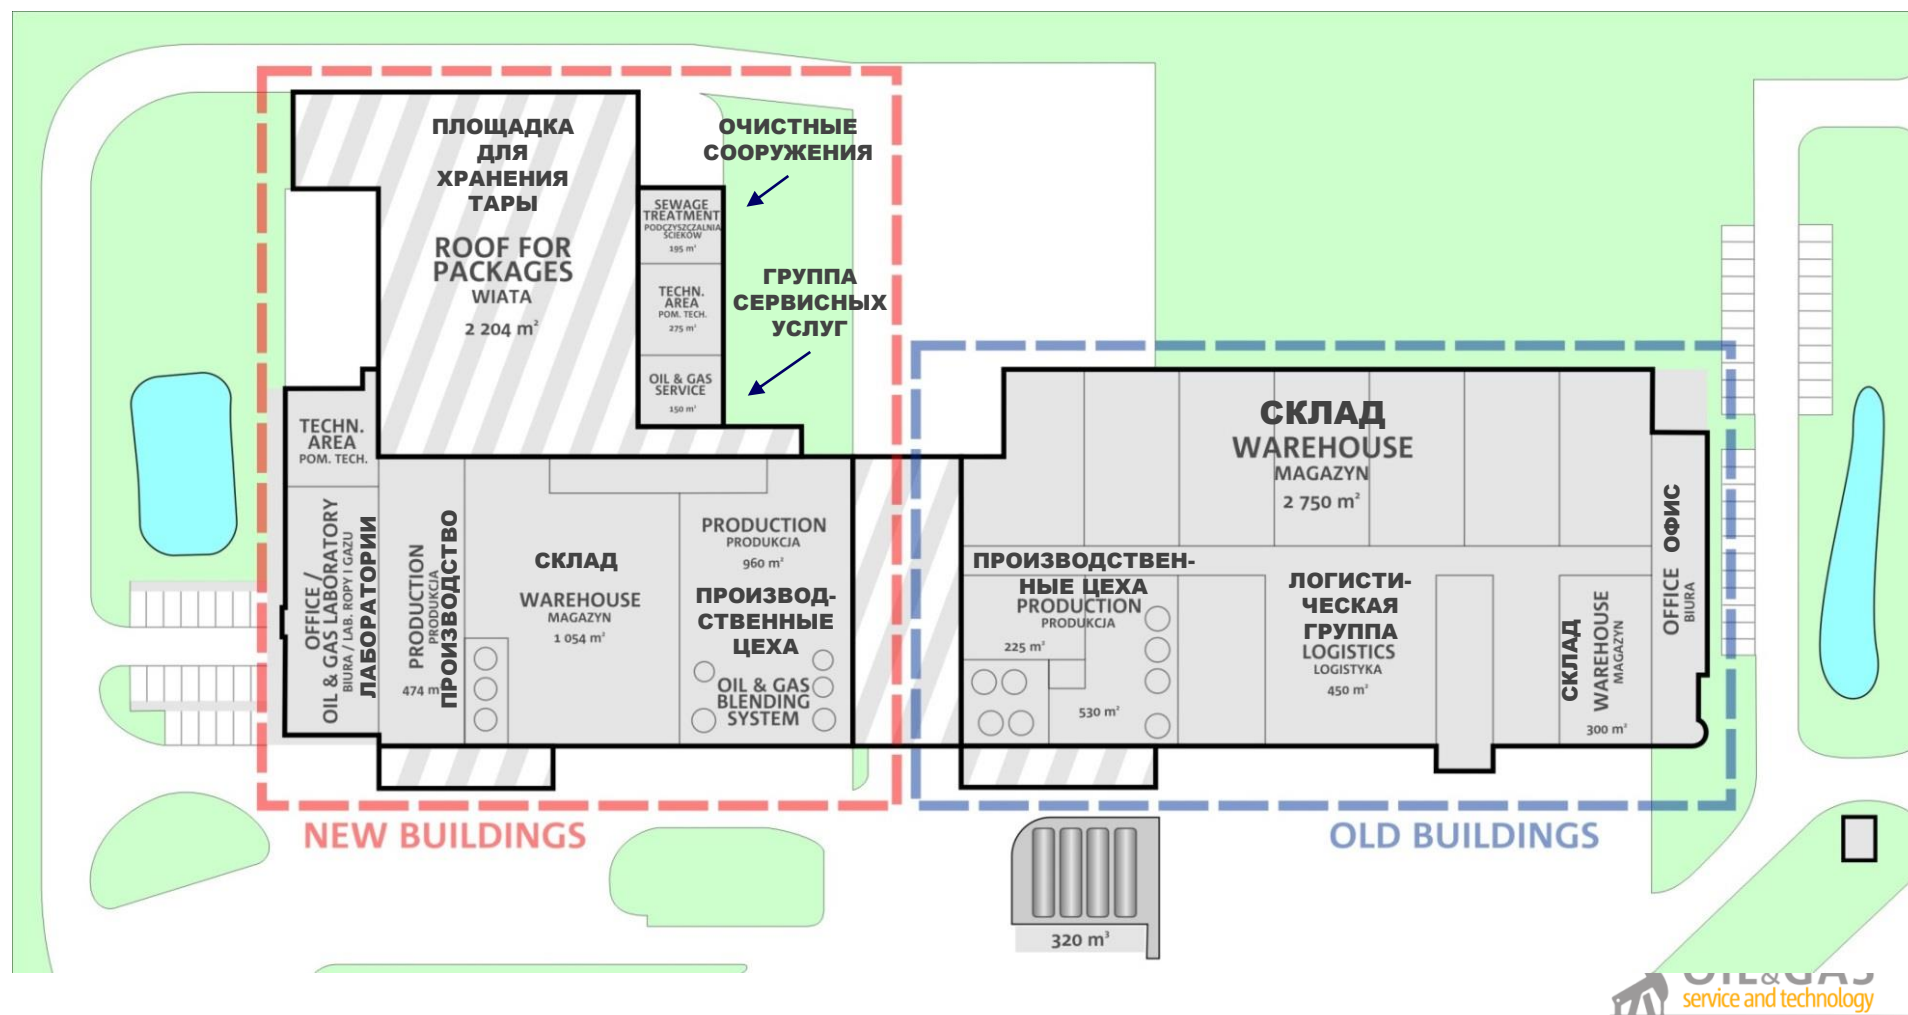 ПЛОЩАДКА
ДЛЯ
ХРАНЕНИЯ
ТАРЫ
ROOF FOR
PACKAGES
WIATA
2 204 m²
ОЧИСТНЫЕ
СООРУЖЕНИЯ
SEWAGE
TREATMENT
PODCZYSZCZALNIA
ŚCIEKÓW
195 m²
TECHN.
AREA
POM. TECH.
275 m²
ГРУППА
СЕРВИСНЫХ
УСЛУГ
OIL & GAS
SERVICE
150 m²
TECHN.
AREA
POM. TECH.
OFFICE /
OIL & GAS LABORATORY
BIURA / LAB. ROPY I GAZU
ЛАБОРАТОРИИ
PRODUCTION
PRODUKCJA
ПРОИЗВОДСТВО
474 m
СКЛАД
WAREHOUSE
MAGAZYN
1 054 m²
PRODUCTION
PRODUKCJA
960 m²
ПРОИЗВОД-
СТВЕННЫЕ
ЦЕХА
OIL & GAS
BLENDING
SYSTEM
NEW BUILDINGS
СКЛАД
WAREHOUSE
MAGAZYN
2 750 m²
ПРОИЗВОДСТВЕН-
НЫЕ ЦЕХА
PRODUCTION
PRODUKCJA
225 m²
530 m²
ЛОГИСТИ-
ЧЕСКАЯ
ГРУППА
LOGISTICS
LOGISTYKA
450 m²
СКЛАД
WAREHOUSE
MAGAZYN
300 m²
ОФИС
OFFICE
BIURA
OLD BUILDINGS
320 m³
OIL&GAS
service and technology